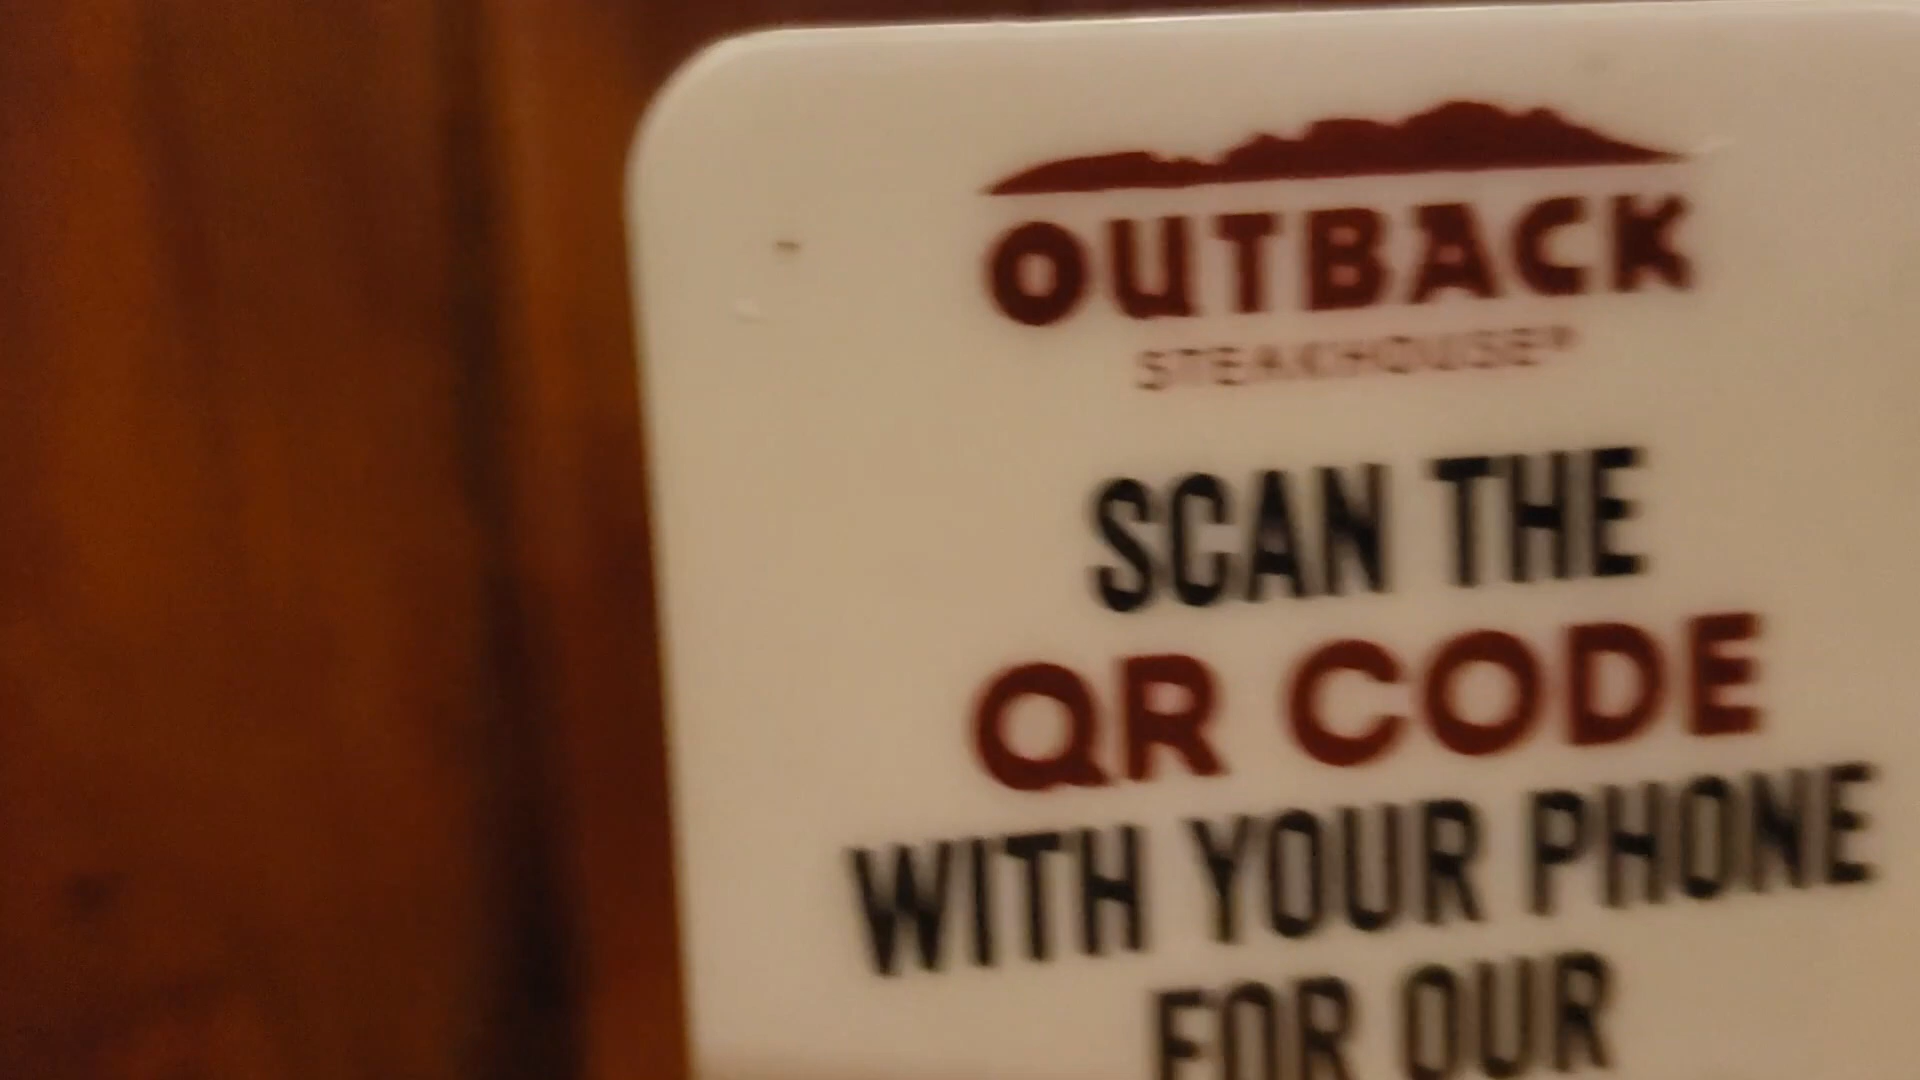 OUTBACK
STEAKHOUSE®
SCAN THE
QR CODE
WITH YOUR PHONE
FOR OUR